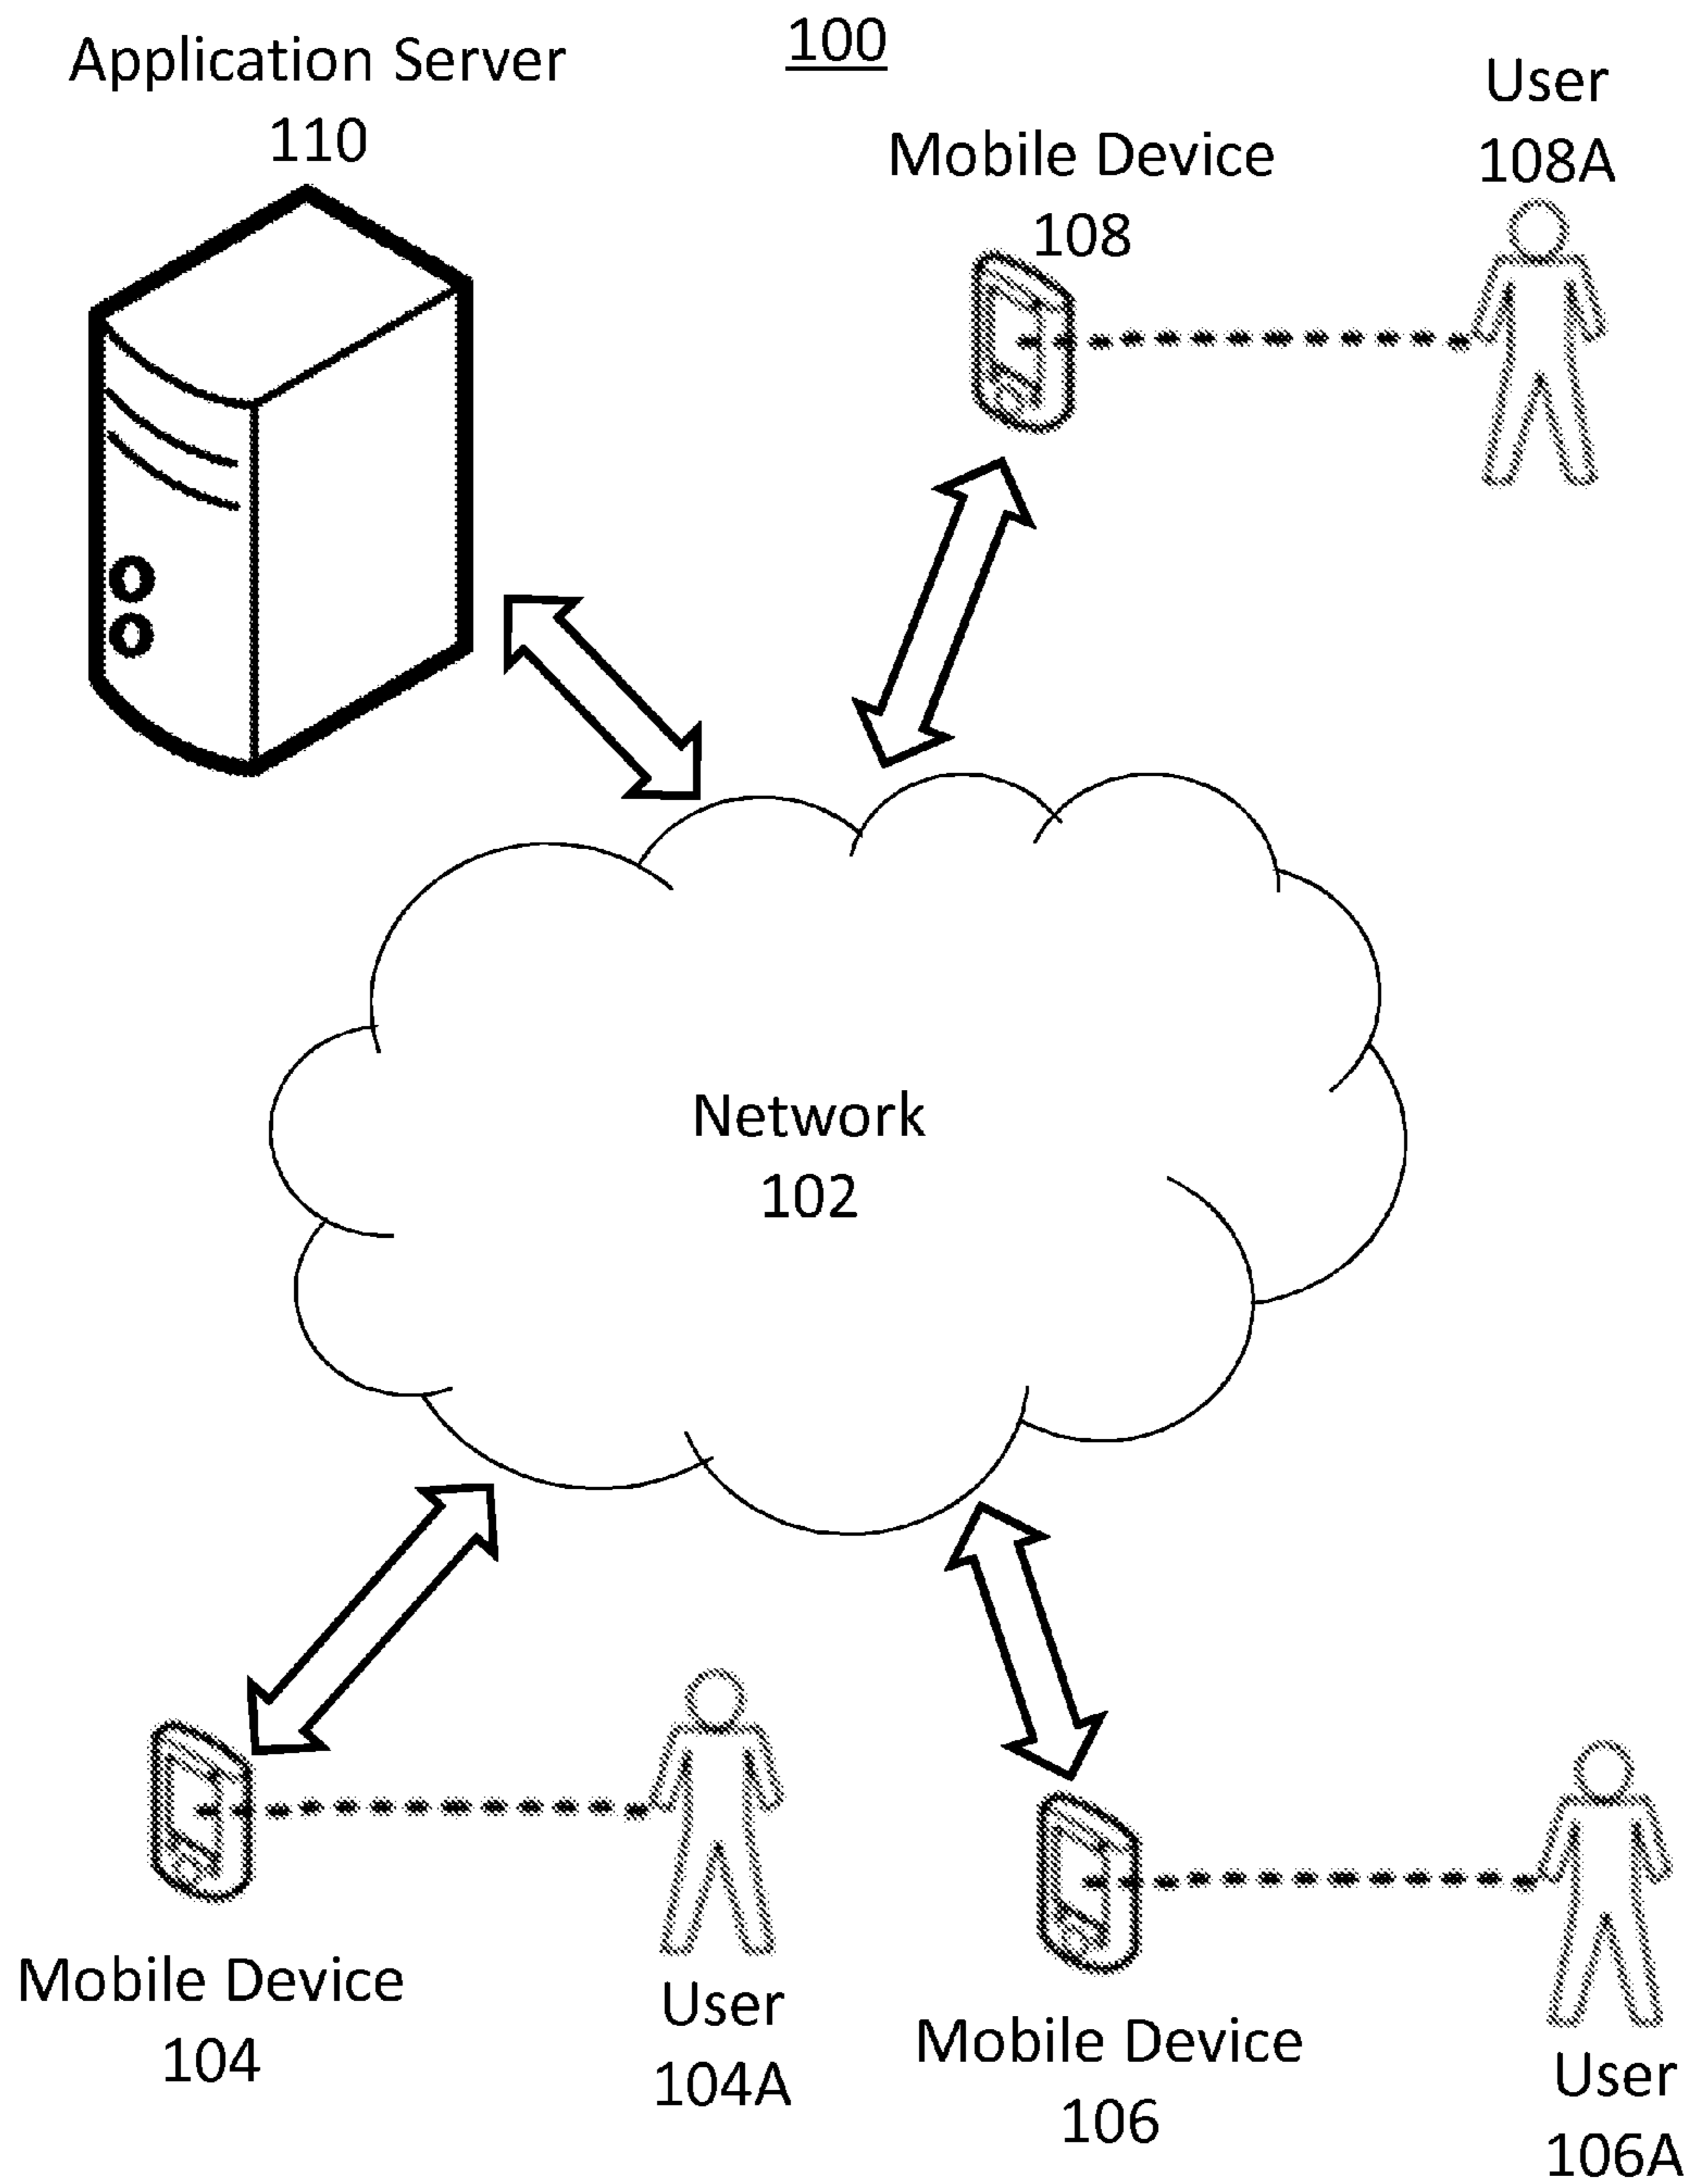 100
Application Server
110
Mobile Device
108
User
108A
Network
102
Mobile Device
104
User
104A
Mobile Device
106
User
106A